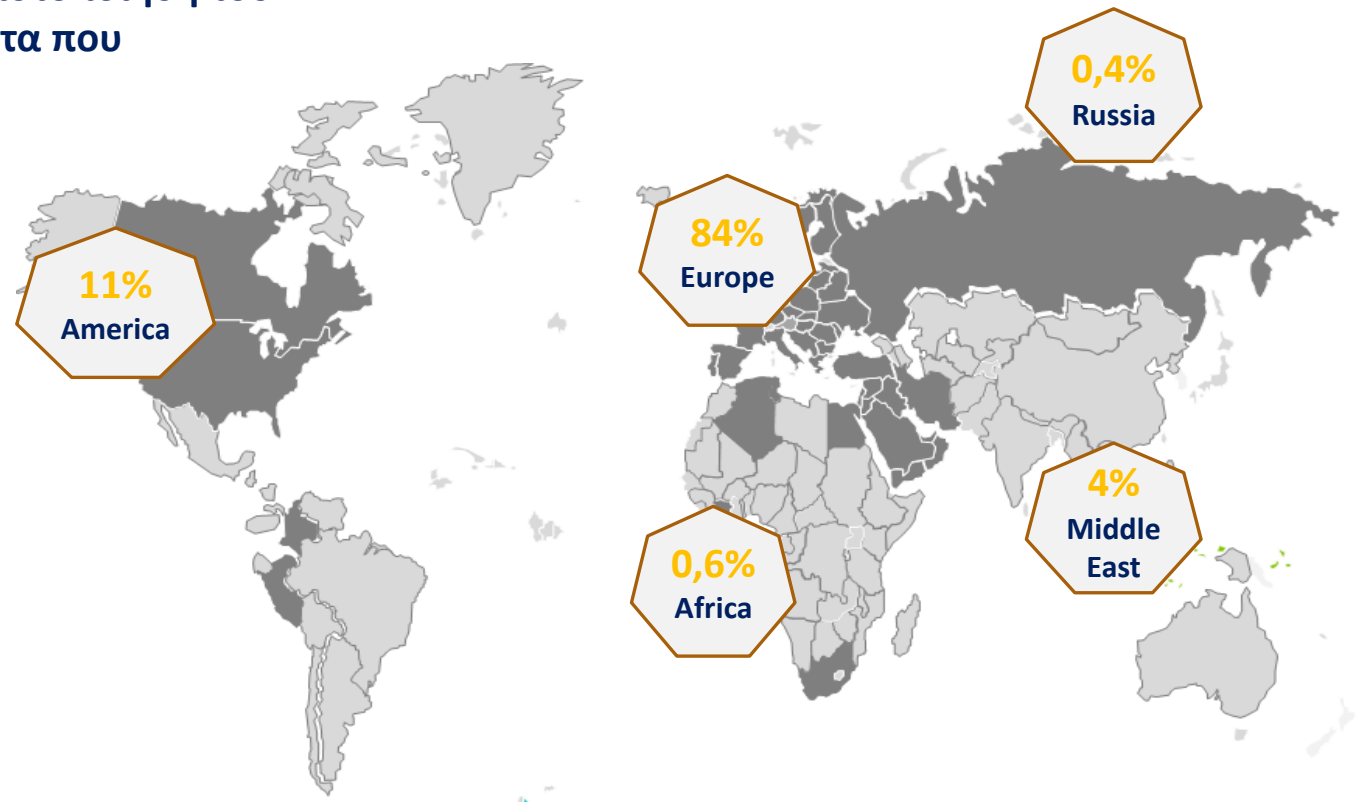 τα που
0,4%
Russia
84%
Europe
11%
America
4%
Middle
East
0,6%
Africa